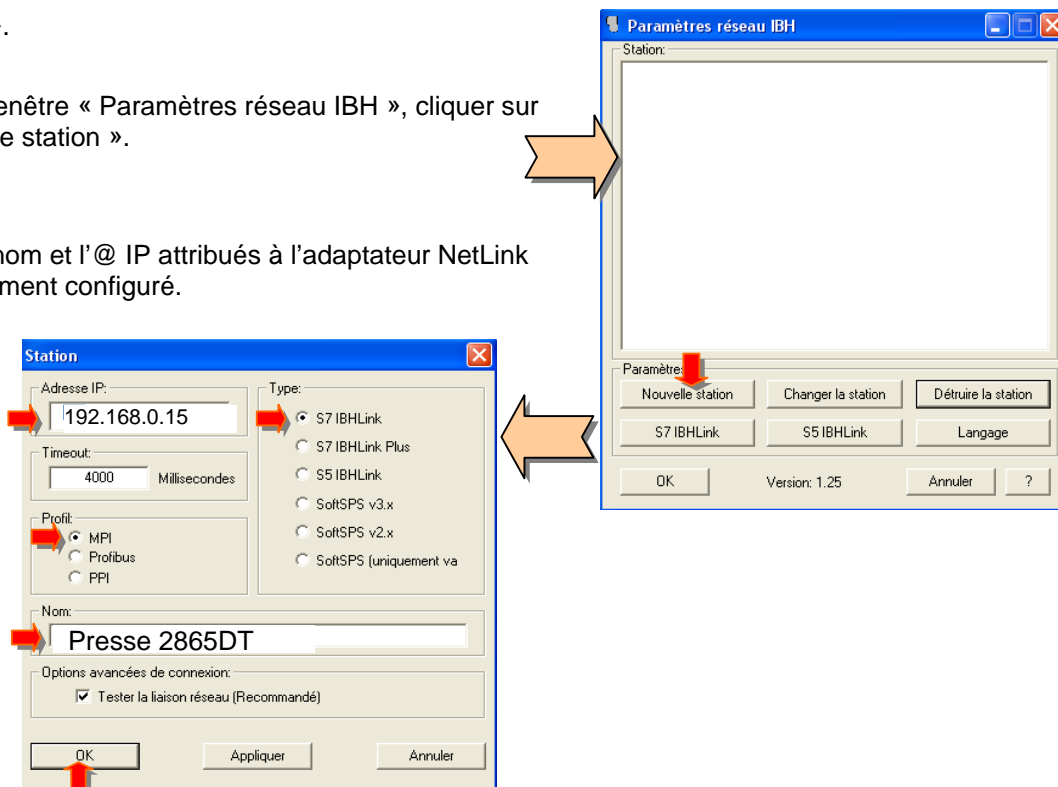 ».
enêtre « Paramètres réseau IBH », cliquer sur
e station ».
nom et l'@ IP attribués à l'adaptateur NetLink
ment configuré.
Paramètres réseau IBH
Station:
Paramètres
Nouvelle station
Changer la station
Détruire la station
S7 IBHLink
S5 IBHLink
Langage
OK
Version: 1.25
Annuler
?
Station
Adresse IP:
192.168.0.15
Timeout:
4000 Millisecondes
Profil:
MPI
Profibus
PPI
Type:
S7 IBHLink
S7 IBHLink Plus
S5 IBHLink
SoftSPS v3.x
SoftSPS v2.x
SoftSPS (uniquement va
Nom:
Presse 2865DT
Options avancées de connexion:
Tester la liaison réseau (Recommandé)
OK
Appliquer
Annuler